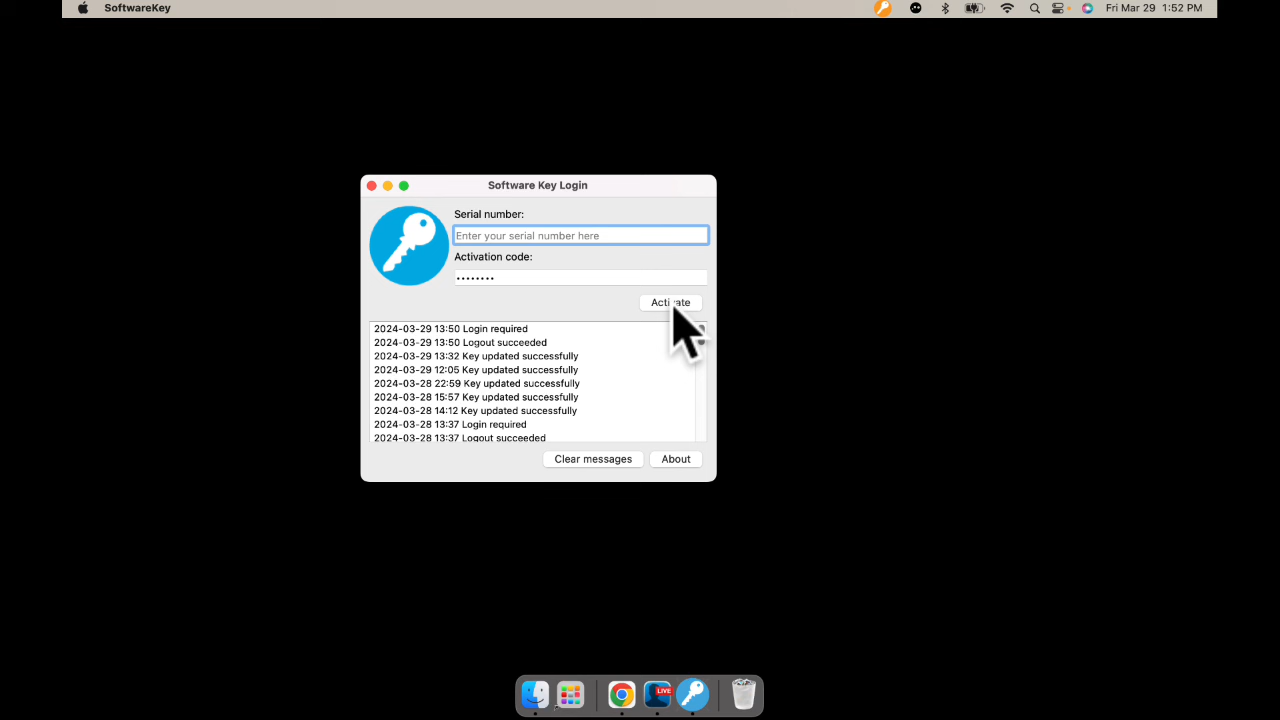 SoftwareKey
Fri Mar 29 1:52 PM
Software Key Login
Serial number:
Enter your serial number here
Activation code:
••••••••
Activate
2024-03-29 13:50 Login required
2024-03-29 13:50 Logout succeeded
2024-03-29 13:32 Key updated successfully
2024-03-29 12:05 Key updated successfully
2024-03-28 22:59 Key updated successfully
2024-03-28 15:57 Key updated successfully
2024-03-28 14:12 Key updated successfully
2024-03-28 13:37 Login required
2024-03-28 13:37 Logout succeeded
Clear messages
About
LIVE